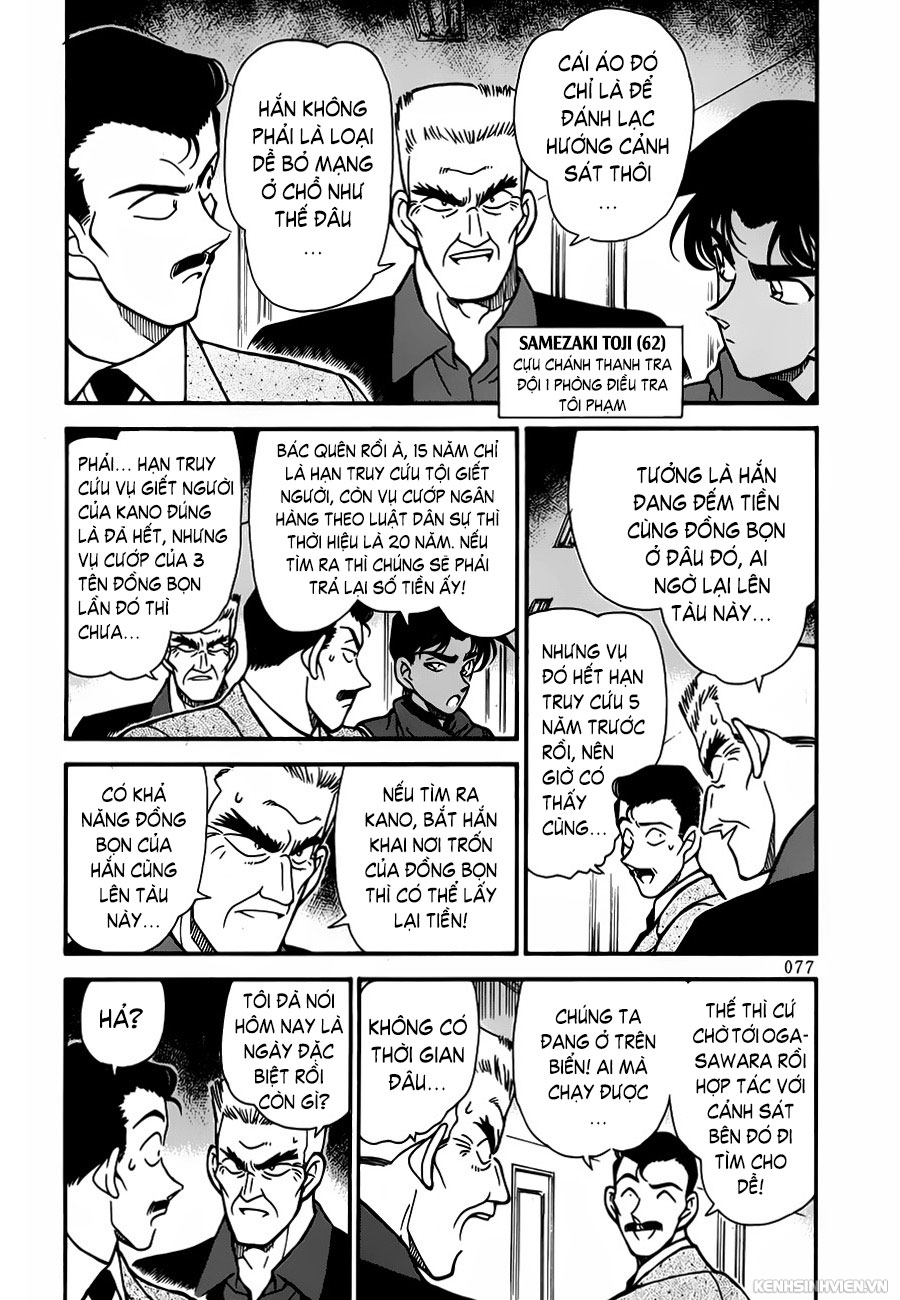 CÁI ÁO ĐÓ
CHỈ LÀ ĐỂ
ĐÁNH LẠC
HƯỚNG CẢNH
SÁT THÔI
...
HẮN KHÔNG
PHẢI LÀ LOẠI
DỄ BỎ MẠNG
Ở CHỖ NHƯ
THẾ ĐÂU
...
SAMEZAKI TOJI (62)
CỰU CHÁNH THANH TRA
ĐỘI 1 PHÒNG ĐIỀU TRA
TỘI PHẠM
TƯỞNG LÀ HẮN
ĐANG ĐẾM TIỀN
CÙNG ĐỒNG BỌN
Ở ĐÂU ĐÓ, AI
NGỜ LẠI LÊN
TÀU NÀY...
NHƯNG VỤ
ĐÓ HẾT HẠN
TRUY CỨU 5
NĂM TRƯỚC
RỒI, NÊN
GIỜ CÓ
THẤY
CŨNG...
BÁC QUÊN RỒI À, 15 NĂM CHỈ
LÀ HẠN TRUY CỨU TỘI GIẾT
NGƯỜI, CÒN VỤ CƯỚP NGÂN
HÀNG THEO LUẬT DÂN SỰ THÌ
THỜI HIỆU LÀ 20 NĂM. NẾU
TÌM RA THÌ CHÚNG SẼ PHẢI
TRẢ LẠI SỐ TIỀN ẤY!
PHẢI... HẠN TRUY
CỨU VỤ GIẾT NGƯỜI
CỦA KANO ĐÚNG
LÀ ĐÃ HẾT, NHƯNG
VỤ CƯỚP CỦA 3
TÊN ĐỒNG BỌN
LẦN ĐÓ THÌ
CHƯA...
NẾU TÌM RA
KANO, BẮT HẮN
KHAI NƠI TRỐN
CỦA ĐỒNG BỌN
THÌ CÓ THỂ LẤY
LẠI TIỀN!
CÓ KHẢ
NĂNG ĐỒNG
BỌN CỦA
HẮN CŨNG
LÊN TÀU
NÀY...
077
THẾ THÌ CỨ
CHỜ TỚI OGA-
SAWARA RỒI
HỢP TÁC VỚI
CẢNH SÁT
BÊN ĐÓ ĐI
TÌM CHO
DỄ!
CHÚNG TA
ĐANG Ở TRÊN
BIỂN! AI MÀ
CHẠY ĐƯỢC
...
KHÔNG CÓ
THỜI GIAN
ĐÂU...
TÔI ĐÃ NÓI
HÔM NAY LÀ
NGÀY ĐẶC
BIỆT RỒI
CÒN GÌ?
HẢ?
KENHSINHVIEN.VN